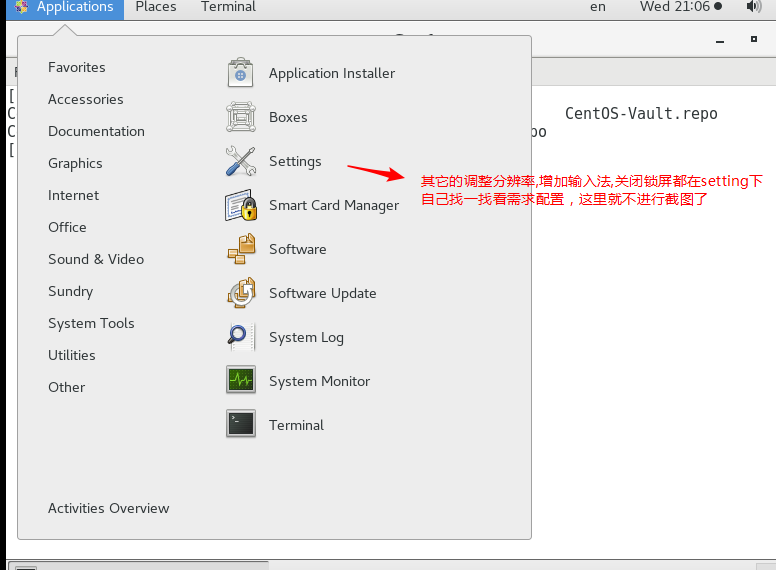 Applications Places Terminal en Wed 21:06
Favorites
Accessories
Documentation
Graphics
Internet
Office
Sound & Video
Sundry
System Tools
Utilities
Other
Activities Overview
Application Installer
Boxes
Settings
Smart Card Manager
Software
Software Update
System Log
System Monitor
Terminal
[
C CentOS-Vault.repo
C po
[
其它的调整分辨率,增加输入法,关闭锁屏都在setting下
自己找一找看需求配置，这里就不进行截图了